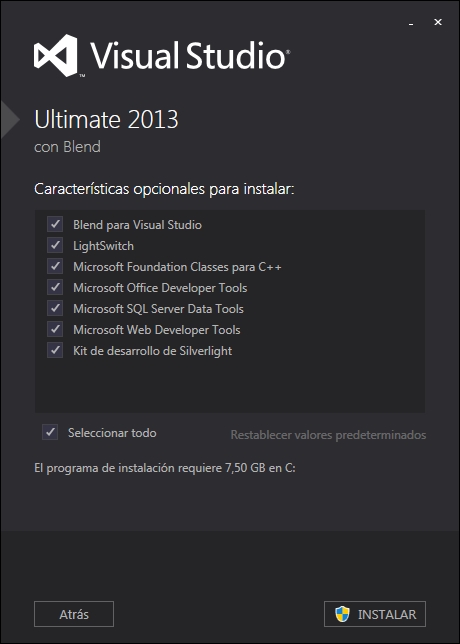 Visual Studio®
™
Ultimate 2013
con Blend
Características opcionales para instalar:
Blend para Visual Studio
LightSwitch
Microsoft Foundation Classes para C++
Microsoft Office Developer Tools
Microsoft SQL Server Data Tools
Microsoft Web Developer Tools
Kit de desarrollo de Silverlight
Seleccionar todo
Restablecer valores predeterminados
El programa de instalación requiere 7,50 GB en C:
Atrás
INSTALAR